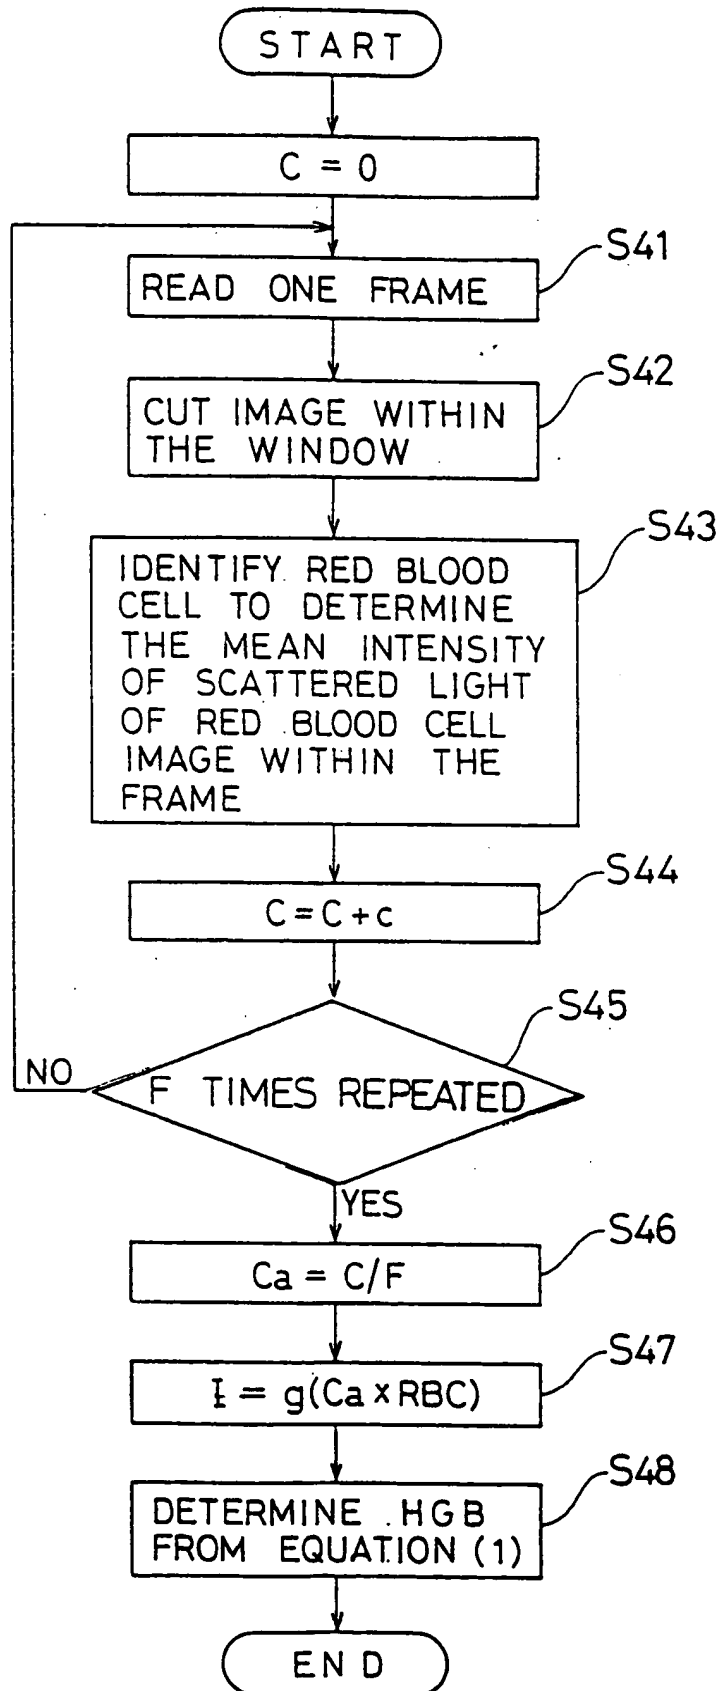 START
C = 0
S41
READ ONE FRAME
S42
CUT IMAGE WITHIN
THE WINDOW
S43
IDENTIFY RED BLOOD
CELL TO DETERMINE
THE MEAN INTENSITY
OF SCATTERED LIGHT
OF RED BLOOD CELL
IMAGE WITHIN THE
FRAME
S44
C = C + c
S45
NO
F TIMES REPEATED
YES
S46
Ca = C/F
S47
= g(Ca x RBC)
S48
DETERMINE HGB
FROM EQUATION (1)
END